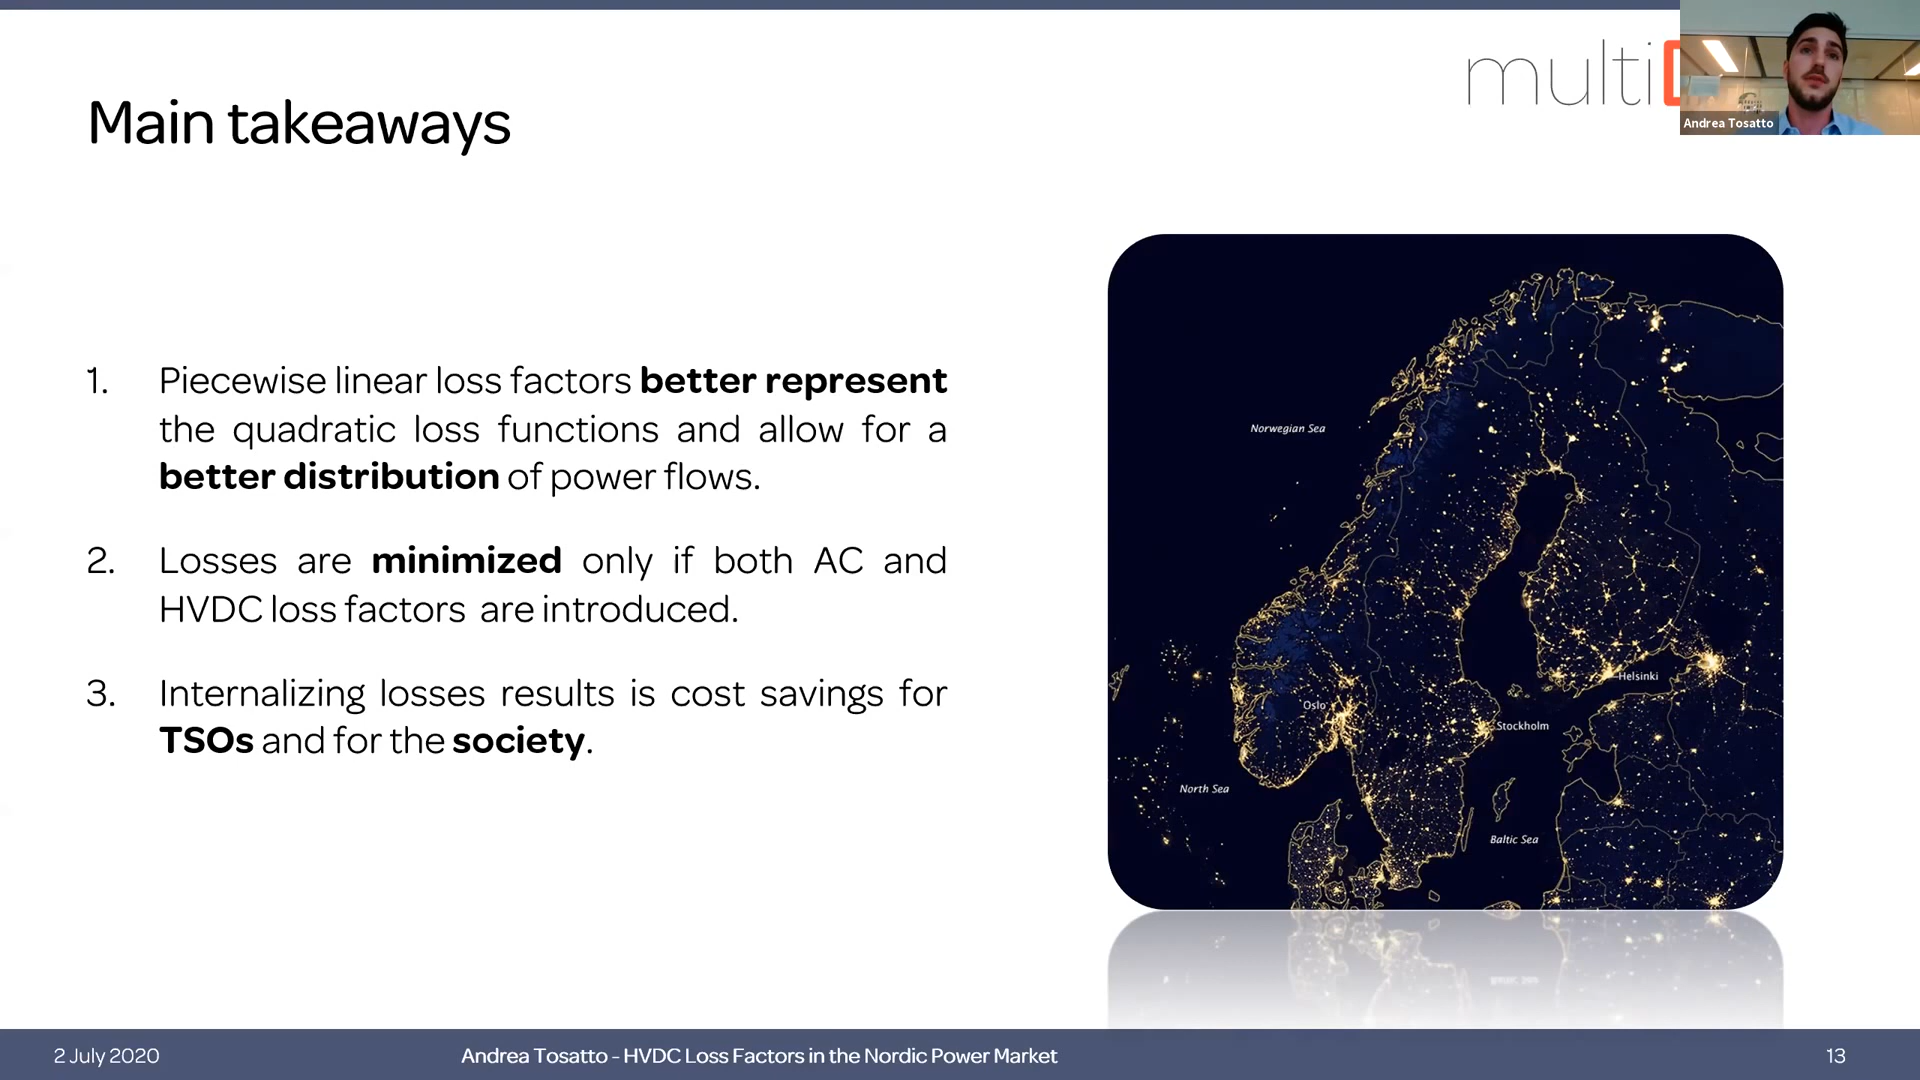 multi
Andrea Tosatto
Main takeaways
1. Piecewise linear loss factors better represent
the quadratic loss functions and allow for a
better distribution of power flows.
2. Losses are minimized only if both AC and
HVDC loss factors are introduced.
3. Internalizing losses results is cost savings for
TSOs and for the society.
Norwegian Sea
Helsinki
Oslo
Stockholm
North Sea
Baltic Sea
2 July 2020
Andrea Tosatto - HVDC Loss Factors in the Nordic Power Market
13